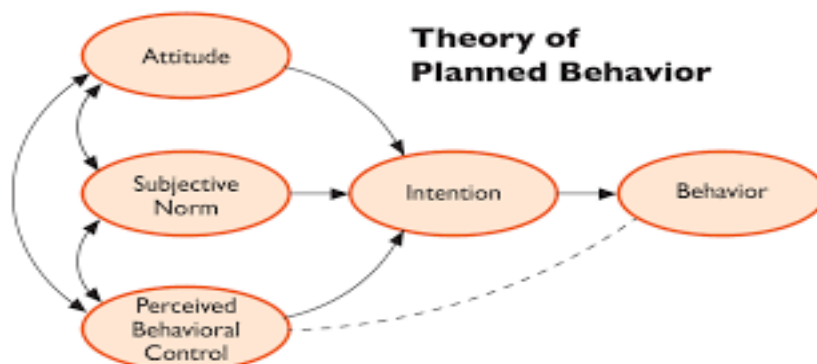 Theory of
Planned Behavior
Attitude
Subjective
Norm
Intention
Behavior
Perceived
Behavioral
Control